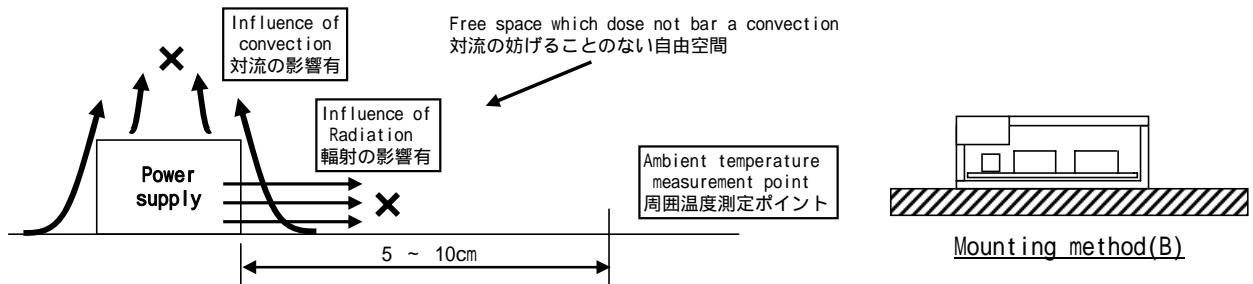 Influence of
convection
対流の影響有
Free space which dose not bar a convection
対流の妨げることのない自由空間
Influence of
Radiation
輻射の影響有
Power
supply
Ambient temperature
measurement point
周囲温度測定ポイント
5 ~ 10cm
Mounting method(B)